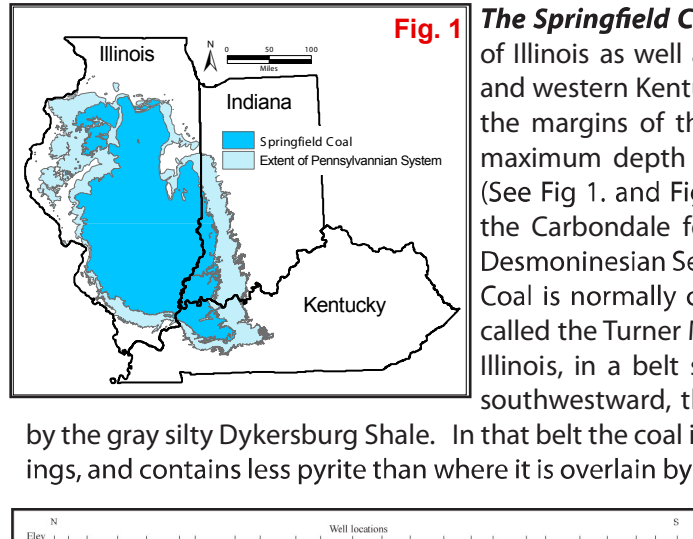 Fig. 1
Illinois
N
0 50 100
Miles
Indiana
Springfield Coal
Extent of Pennsylvannian System
Kentucky
The Springfield C
of Illinois as well
and western Kentu
the margins of th
maximum depth
(See Fig 1. and Fig
the Carbondale f
Desmoninesian Se
Coal is normally
called the Turner M
Illinois, in a belt s
southwestward, th
by the gray silty Dykersburg Shale. In that belt the coal i
ings, and contains less pyrite than where it is overlain by
N
Well locations
S
Elev